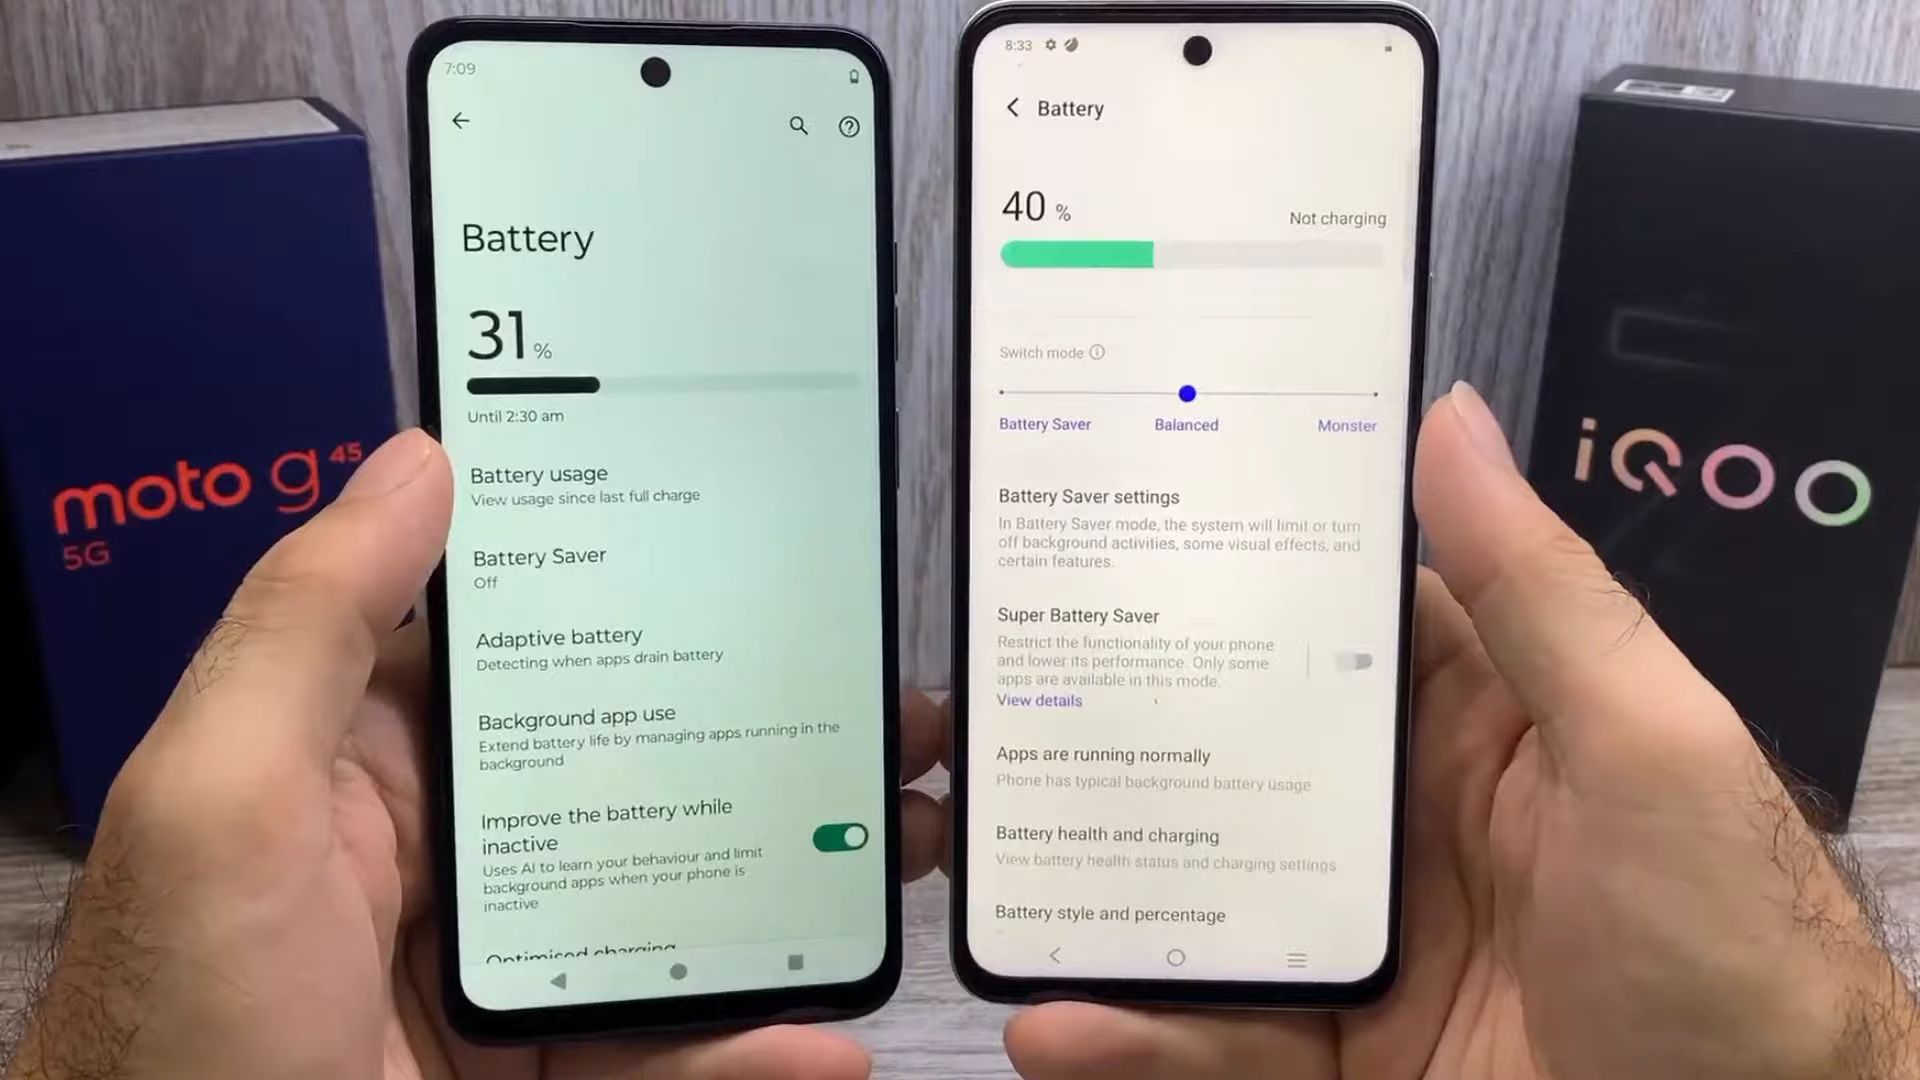 moto g 45
5G
7:09
Battery
31 %
Until 2:30 am
Battery usage
View usage since last full charge
Battery Saver
Off
Adaptive battery
Detecting when apps drain battery
Background app use
Extend battery life by managing apps running in the
background
Improve the battery while
inactive
Uses AI to learn your behaviour and limit
background apps when your phone is
inactive
Optimised charging
8:33
Battery
40 %
Not charging
Switch mode
Battery Saver
Balanced
Monster
Battery Saver settings
In Battery Saver mode, the system will limit or turn
off background activities, some visual effects, and
certain features.
Super Battery Saver
Restrict the functionality of your phone
and lower its performance. Only some
apps are available in this mode.
View details
Apps are running normally
Phone has typical background battery usage
Battery health and charging
View battery health status and charging settings
Battery style and percentage
iQOO